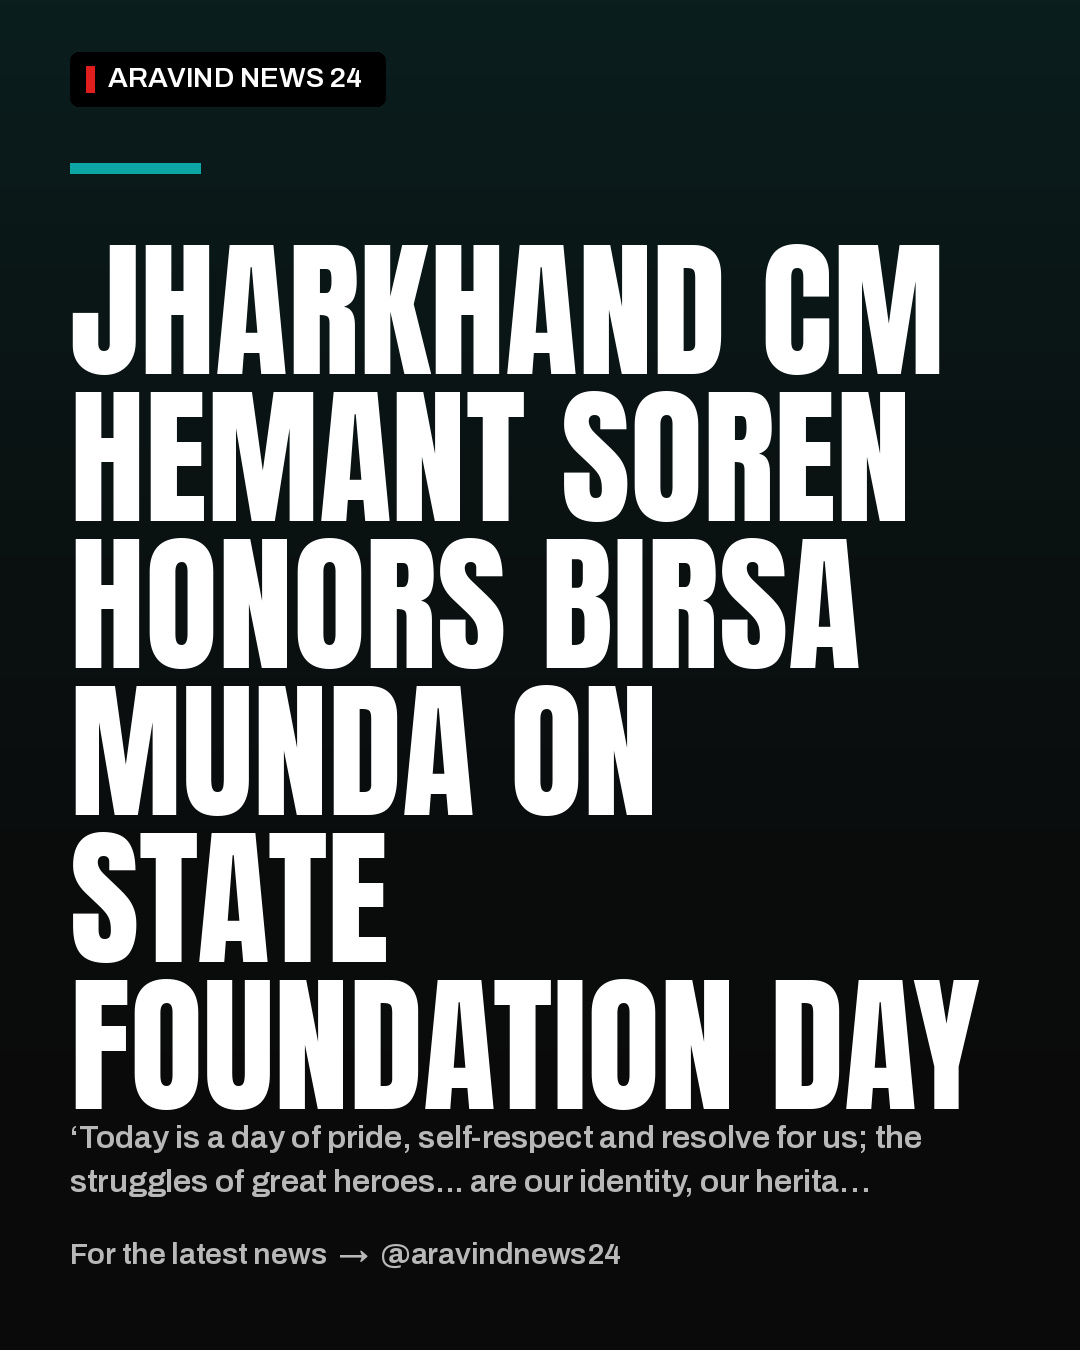 ARAVIND NEWS 24
JHARKHAND CM
HEMANT SOREN
HONORS BIRSA
MUNDA ON
STATE
FOUNDATION DAY
‘Today is a day of pride, self-respect and resolve for us; the
struggles of great heroes... are our identity, our herita…
For the latest news → @aravindnews24